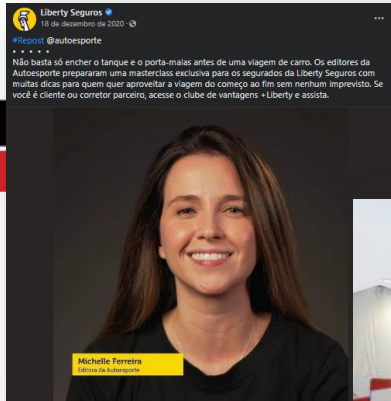 Liberty Seguros
18 de dezembro de 2020 ·
#Repost @autoesporte
• • • • •
Não basta só encher o tanque e o porta-malas antes de uma viagem de carro. Os editores da
Autoesporte prepararam uma masterclass exclusiva para os segurados da Liberty Seguros com
muitas dicas para quem quer aproveitar a viagem do começo ao fim sem nenhum imprevisto. Se
você é cliente ou corretor parceiro, acesse o clube de vantagens +Liberty e assista.
Michelle Ferreira
Editora da Autoesporte